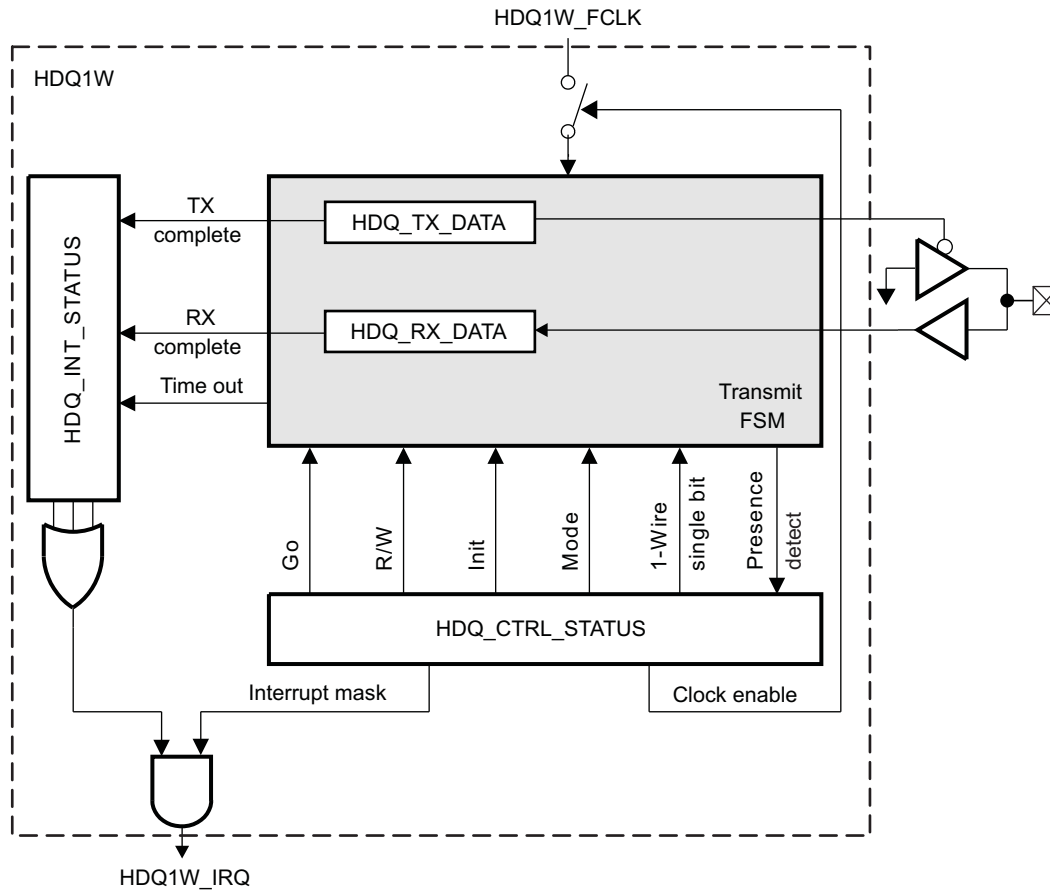 HDQ1W_FCLK
HDQ1W
TX
complete
HDQ_TX_DATA
RX
complete
HDQ_RX_DATA
HDQ_INT_STATUS
Time out
Transmit
FSM
Go
R/W
Init
Mode
1-Wire
single bit
Presence
detect
HDQ_CTRL_STATUS
Interrupt mask
Clock enable
HDQ1W_IRQ